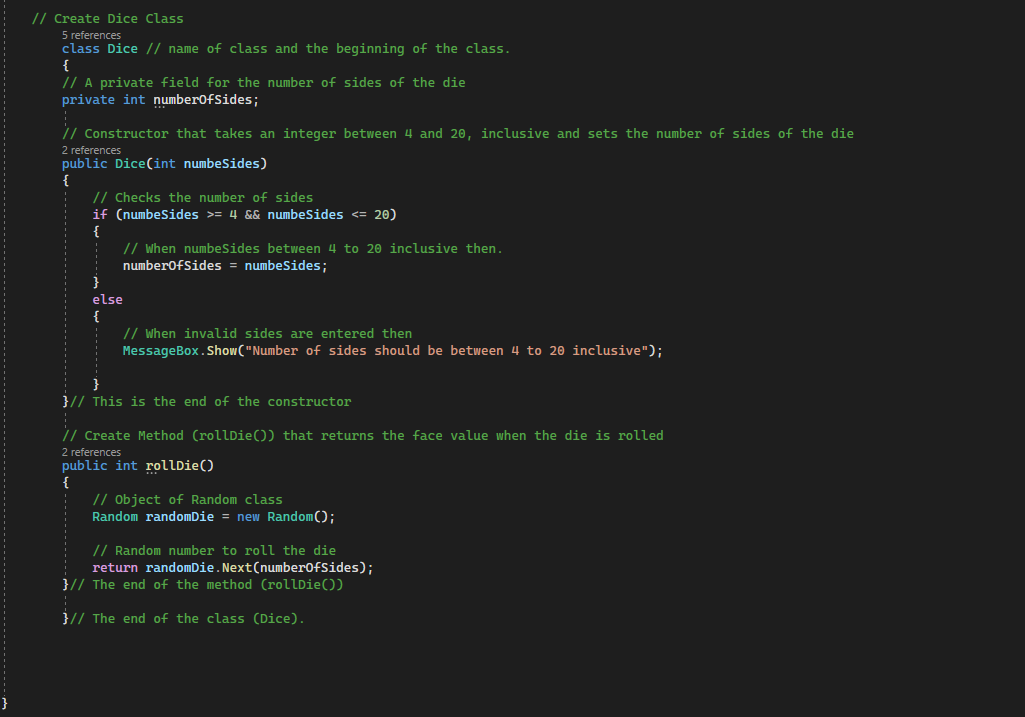 // Create Dice Class
5 references
class Dice // name of class and the beginning of the class.
{
// A private field for the number of sides of the die
private int numberOfSides;
// Constructor that takes an integer between 4 and 20, inclusive and sets the number of sides of the die
2 references
public Dice(int numbeSides)
{
// Checks the number of sides
if (numbeSides >= 4 && numbeSides <= 20)
{
// When numbeSides between 4 to 20 inclusive then.
numberOfSides = numbeSides;
}
else
{
// When invalid sides are entered then
MessageBox.Show("Number of sides should be between 4 to 20 inclusive");
}
}// This is the end of the constructor
// Create Method (rollDie()) that returns the face value when the die is rolled
2 references
public int rollDie()
{
// Object of Random class
Random randomDie = new Random();
// Random number to roll the die
return randomDie.Next(numberOfSides);
}// The end of the method (rollDie())
}// The end of the class (Dice).
}